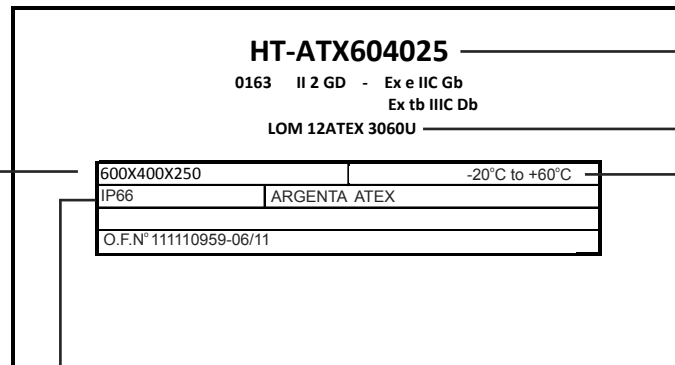 HT-ATX604025
0163 II 2 GD - Ex e IIC Gb
Ex tb IIIC Db
LOM 12ATEX 3060U
600X400X250 -20°C to +60°C
IP66 ARGENTA ATEX
O.F.N° 111110959-06/11